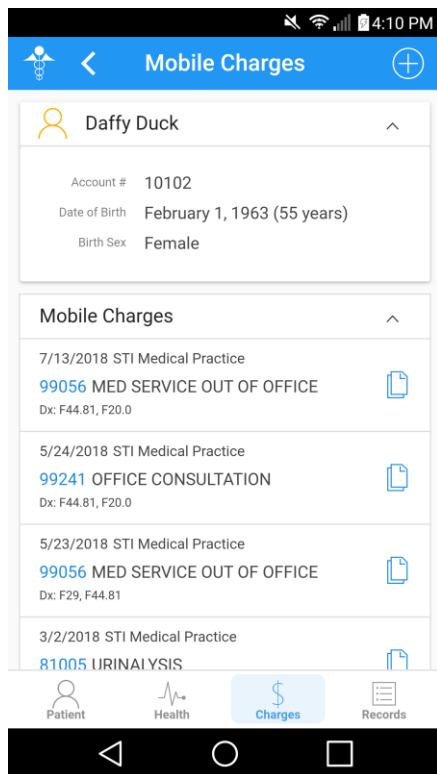 4:10 PM
Mobile Charges
Daffy Duck
Account # 10102
Date of Birth February 1, 1963 (55 years)
Birth Sex Female
Mobile Charges
7/13/2018 STI Medical Practice
99056 MED SERVICE OUT OF OFFICE
Dx: F44.81, F20.0
5/24/2018 STI Medical Practice
99241 OFFICE CONSULTATION
Dx: F44.81, F20.0
5/23/2018 STI Medical Practice
99056 MED SERVICE OUT OF OFFICE
Dx: F29, F44.81
3/2/2018 STI Medical Practice
81005 URINALYSIS
Patient Health Charges Records